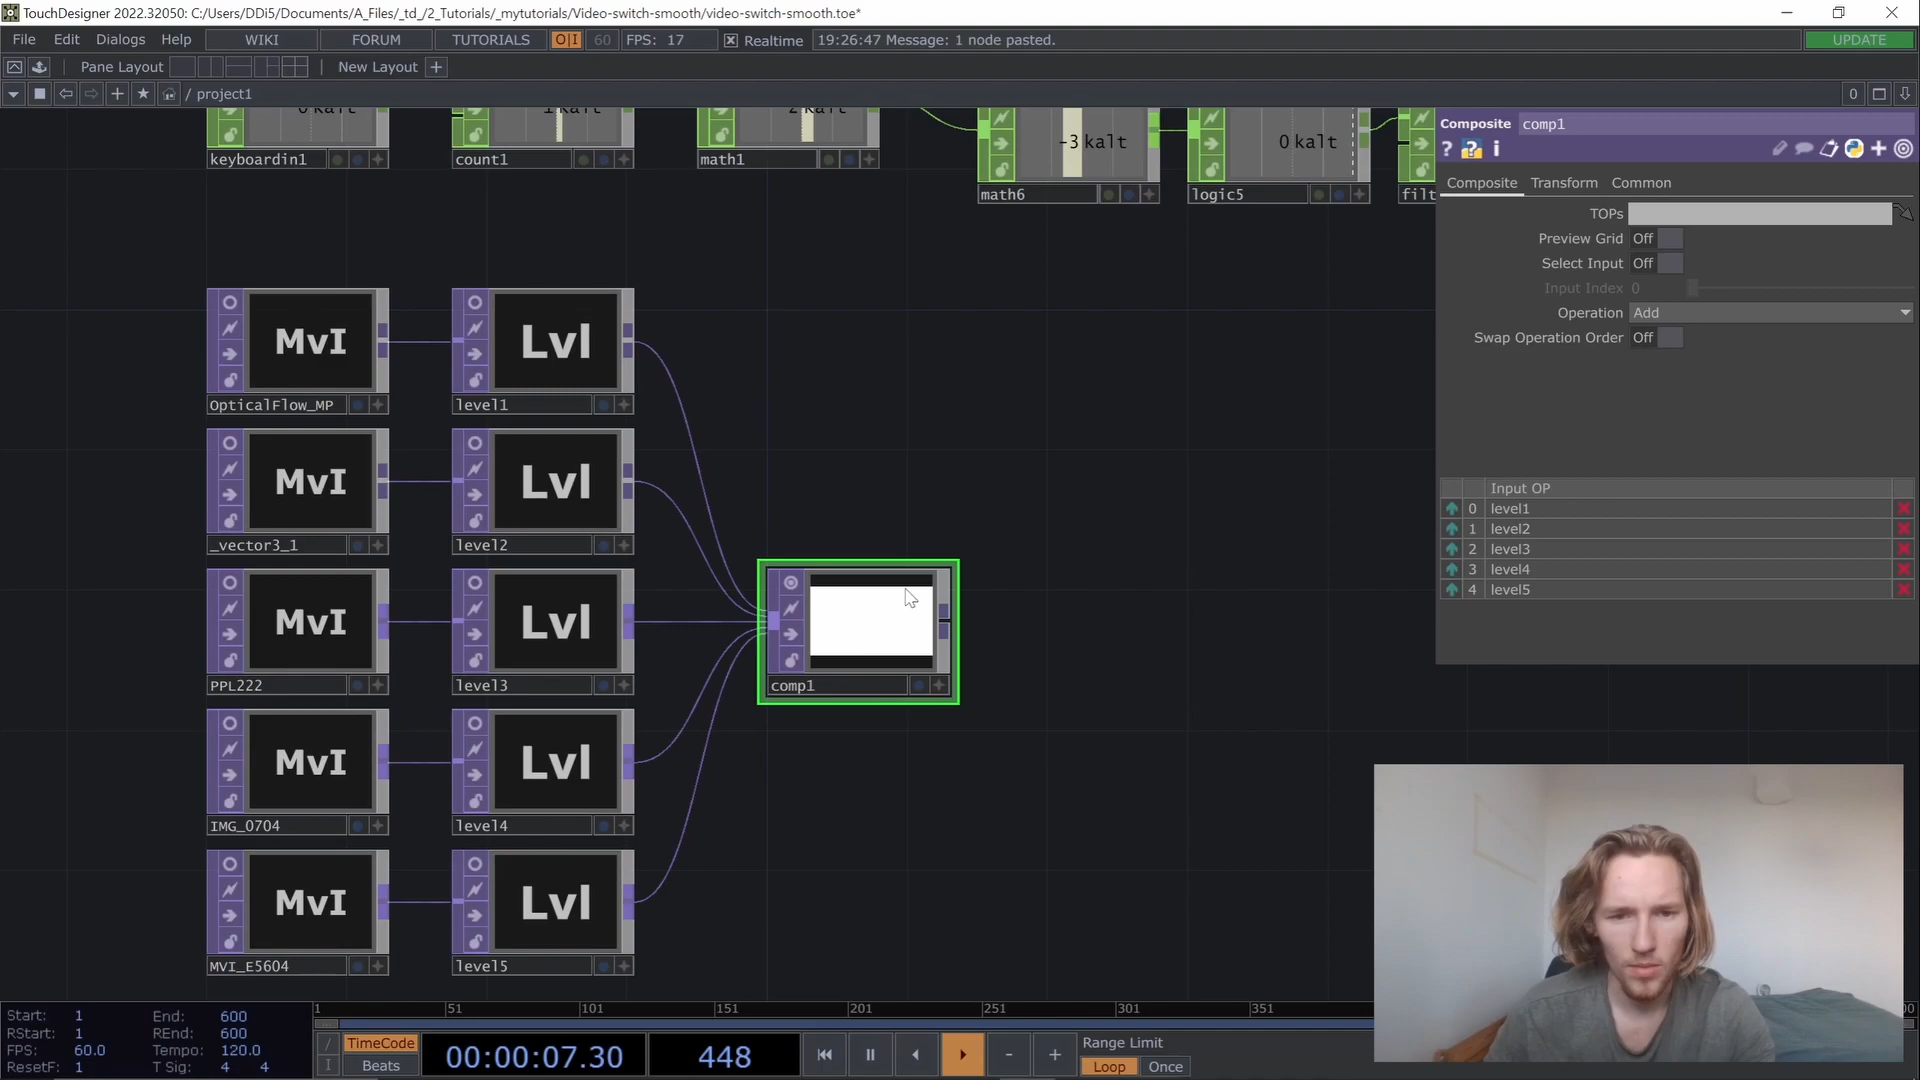 TouchDesigner 2022.32050: C:/Users/DDi5/Documents/A_Files/_td_/2_Tutorials/_mytutorials/Video-switch-smooth/video-switch-smooth.toe*
File Edit Dialogs Help WIKI FORUM TUTORIALS O|I 60 FPS: 17 Realtime 19:26:47 Message: 1 node pasted. UPDATE
Pane Layout New Layout +
/ project1 0
keyboardin1 count1 math1
-3 kalt 0 kalt
math6 logic5 filt
Composite comp1
? i
Composite Transform Common
TOPs
Preview Grid Off
Select Input Off
Input Index 0
Operation Add
Swap Operation Order Off
Input OP
0 level1
1 level2
2 level3
3 level4
4 level5
MvI Lvl
OpticalFlow_MP level1
MvI Lvl
_vector3_1 level2
MvI Lvl
PPL222 level3 comp1
MvI Lvl
IMG_0704 level4
MvI Lvl
MVI_E5604 level5
1 51 101 151 201 251 301 351
Start: 1 End: 600
RStart: 1 REnd: 600
FPS: 60.0 Tempo: 120.0
ResetF: 1 T Sig: 4 4
TimeCode
Beats
00:00:07.30 448
Range Limit
Loop Once